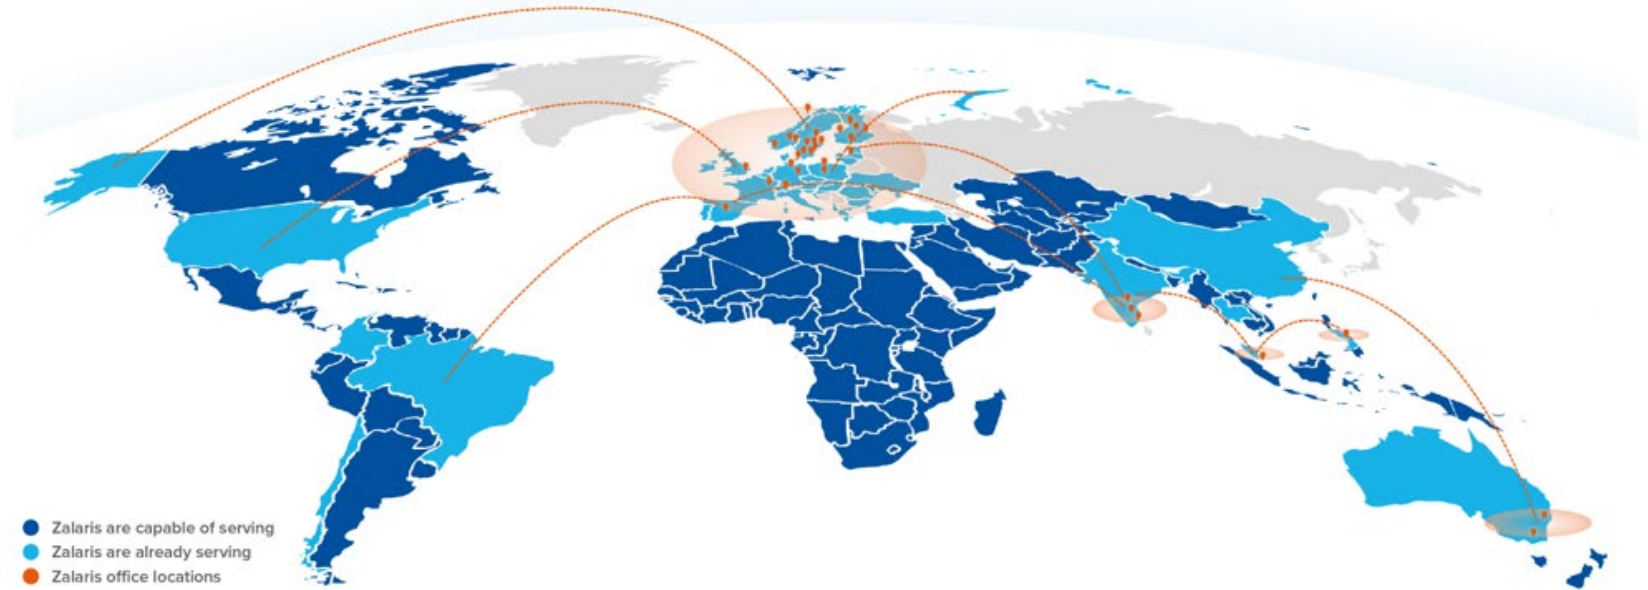 Zalaris are capable of serving
Zalaris are already serving
Zalaris office locations